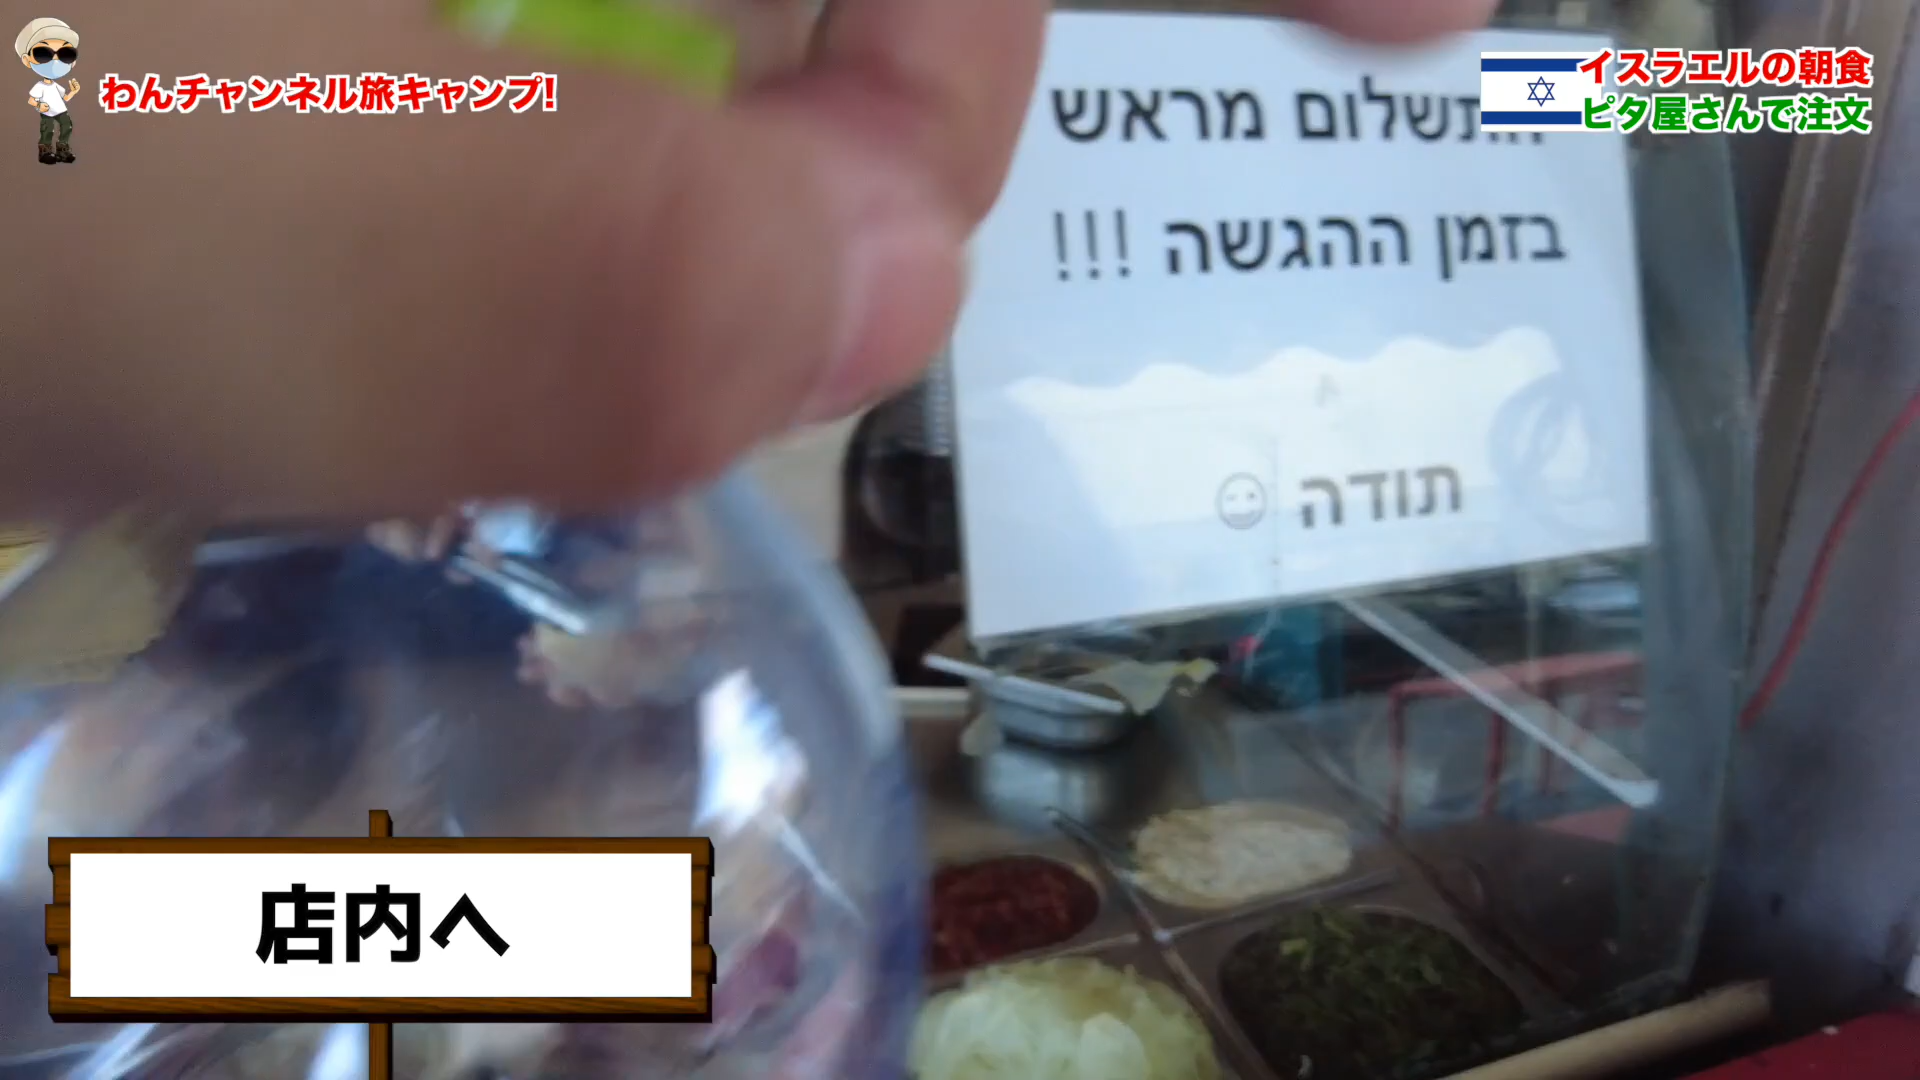 わんチャンネル旅キャンプ!
イスラエルの朝食
ピタ屋さんで注文
התשלום מראש
בזמן ההגשה !!!
תודה
店内へ